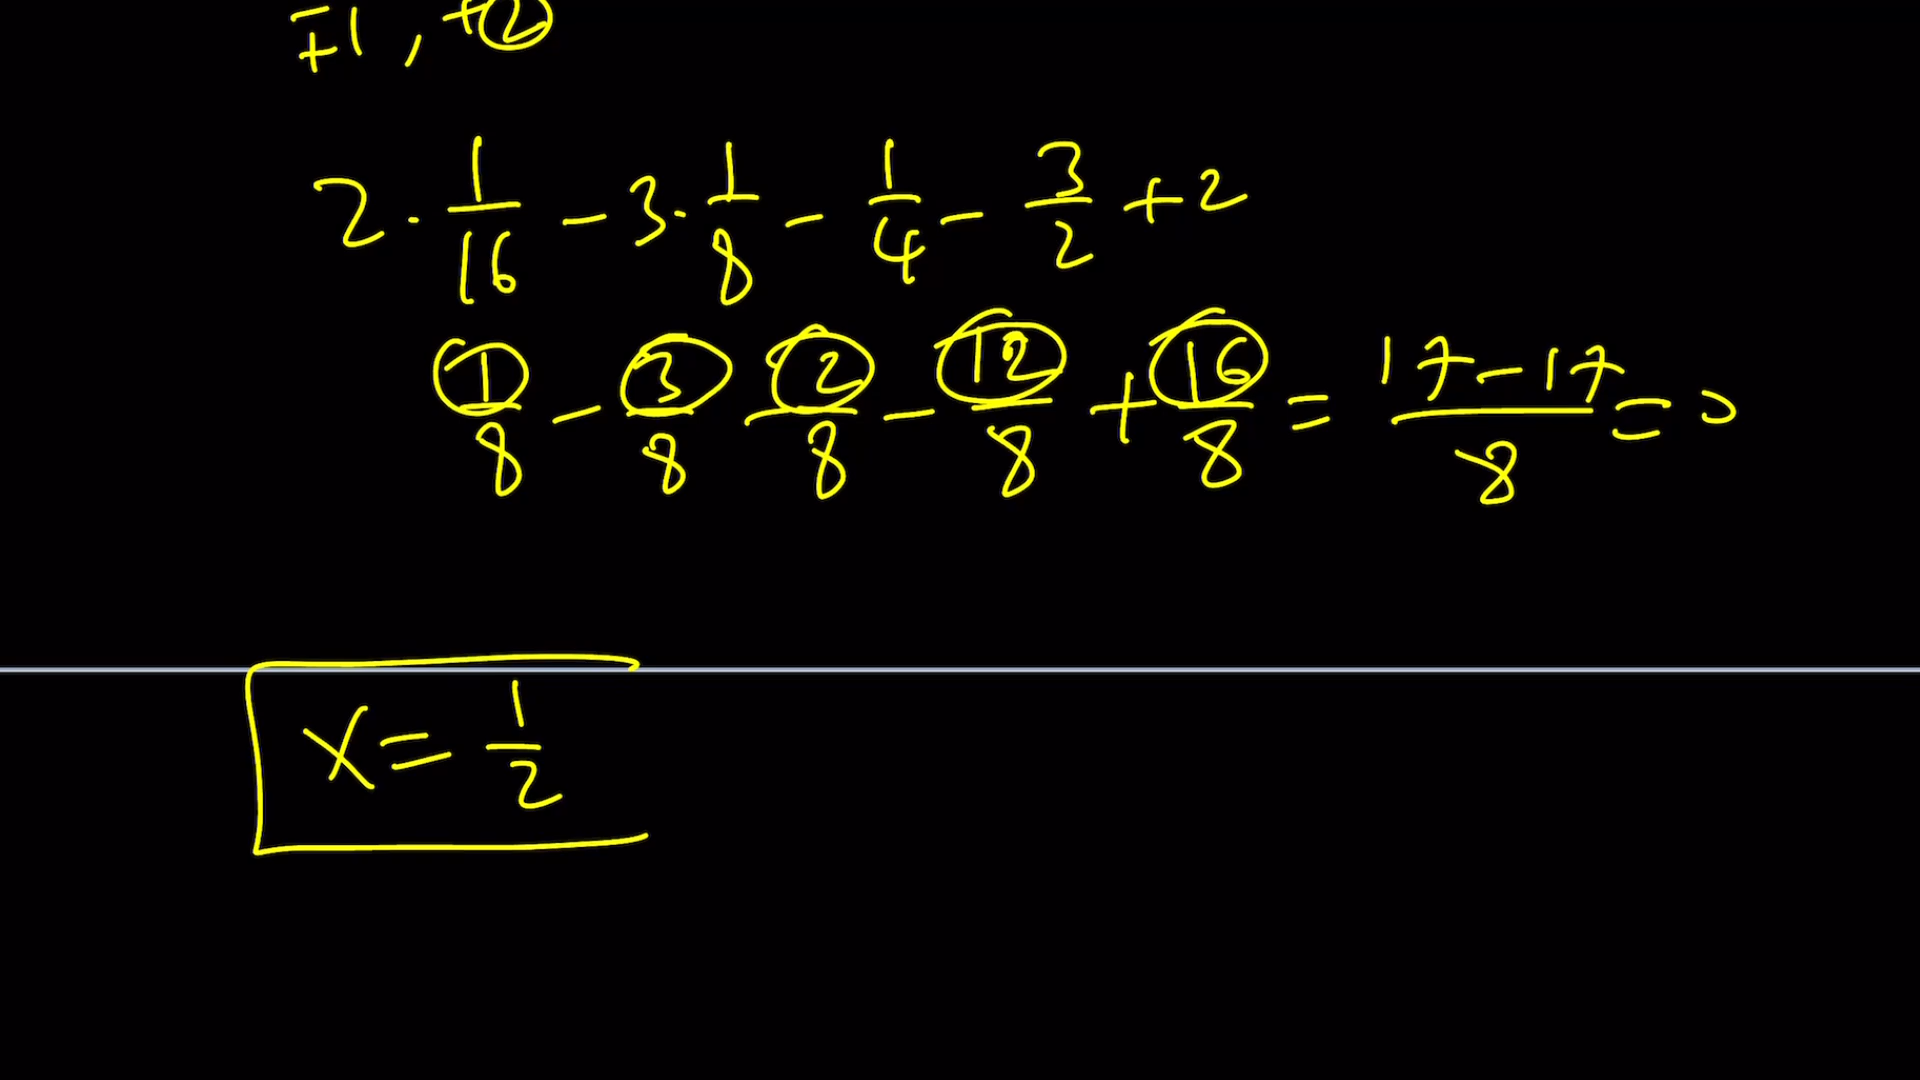 ∓1, +2
2 · 1/16 - 3 · 1/8 - 1/4 - 3/2 + 2
1/8 - 3/8 2/8 - 12/8 + 16/8 = 17-17/8 = 0
x = 1/2